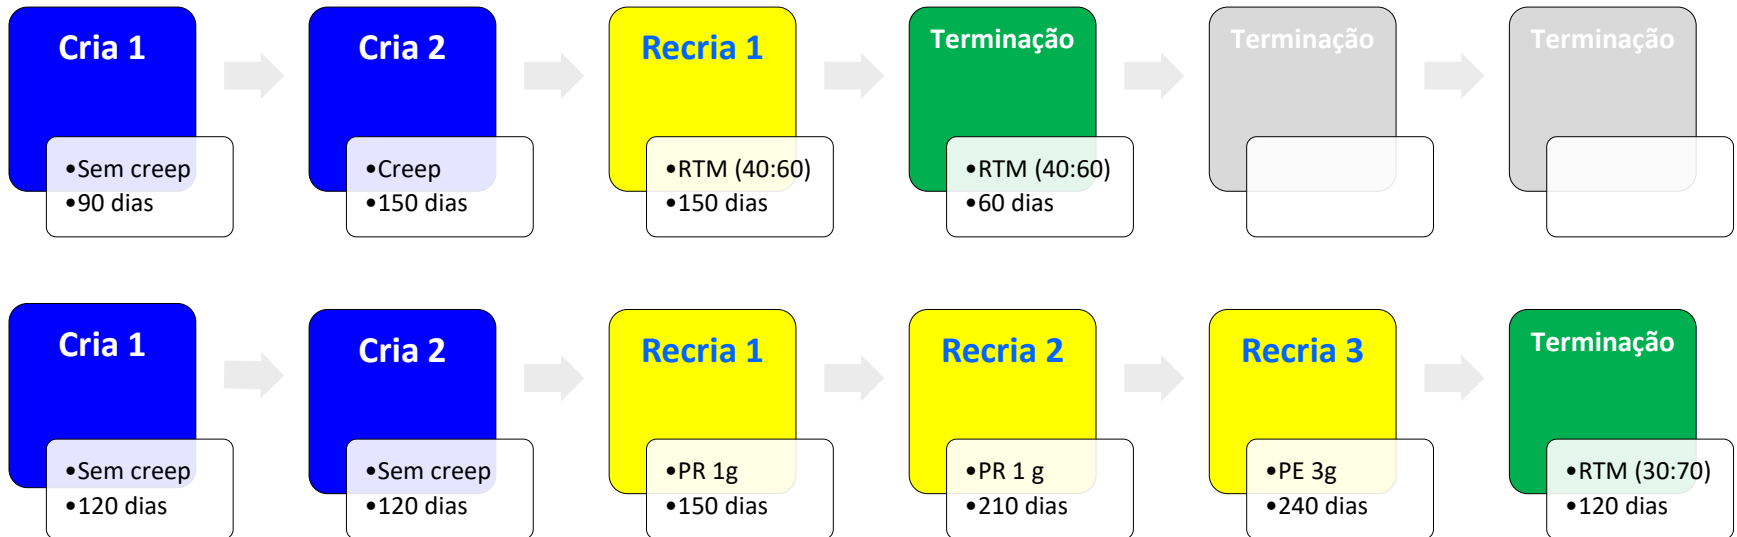 Cria 1
•Sem creep
•90 dias
Cria 2
•Creep
•150 dias
Recria 1
•RTM (40:60)
•150 dias
Terminação
•RTM (40:60)
•60 dias
Terminação
Terminação
Cria 1
•Sem creep
•120 dias
Cria 2
•Sem creep
•120 dias
Recria 1
•PR 1g
•150 dias
Recria 2
•PR 1 g
•210 dias
Recria 3
•PE 3g
•240 dias
Terminação
•RTM (30:70)
•120 dias